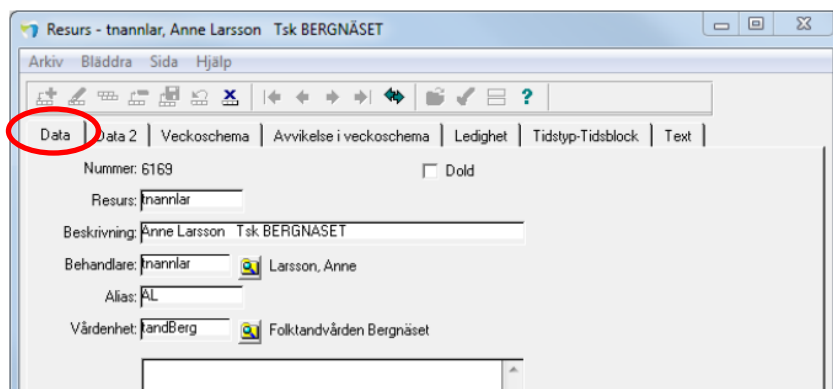 Resurs - tnannlar, Anne Larsson Tsk BERGNÄSET
Arkiv Bläddra Sida Hjälp
Data Data 2 Veckoschema Avvikelse i veckoschema Ledighet Tidstyp-Tidsblock Text
Nummer: 6169 Dold
Resurs: tnannlar
Beskrivning: Anne Larsson Tsk BERGNÄSET
Behandlare: tnannlar Larsson, Anne
Alias: AL
Vårdenhet: tandBerg Folktandvården Bergnäset